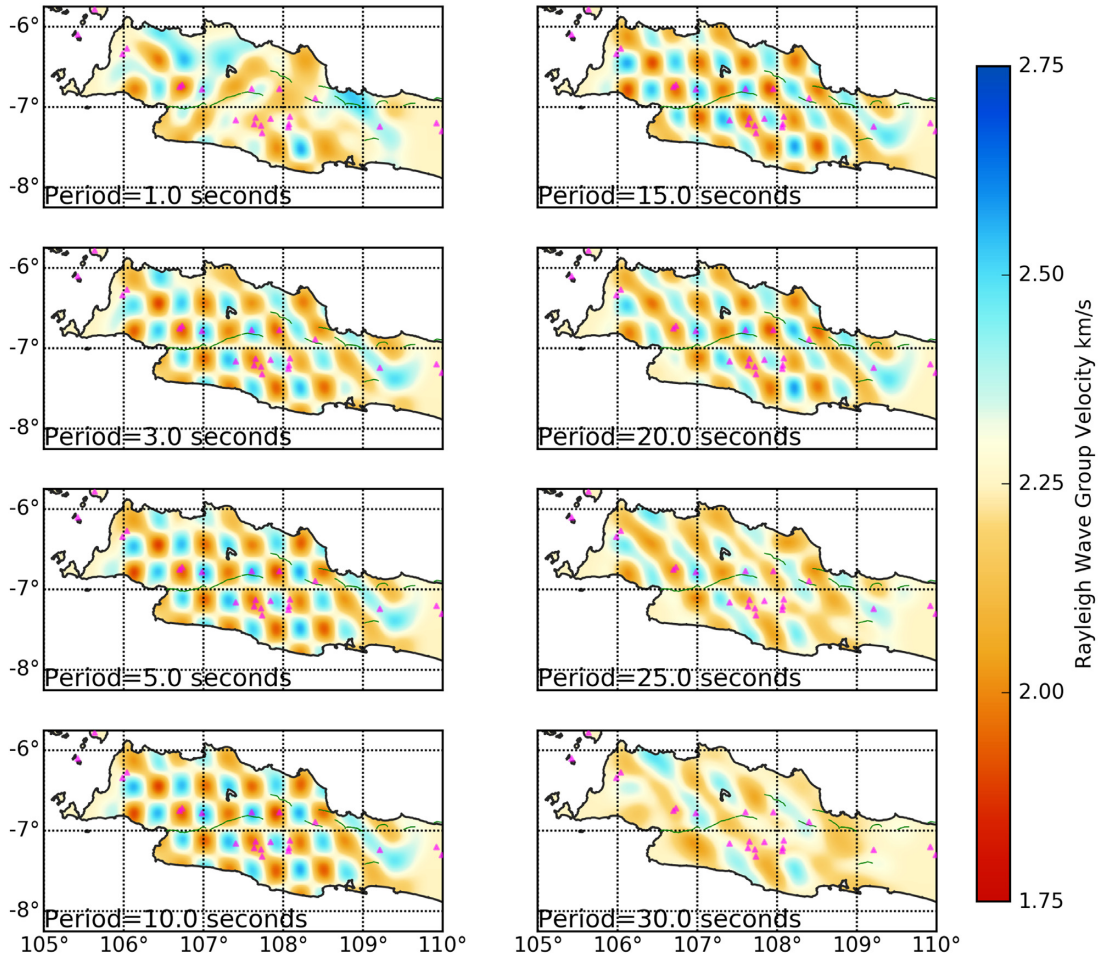 -6°
-7°
-8°
Period=1.0 seconds
Period=15.0 seconds
-6°
-7°
-8°
Period=3.0 seconds
Period=20.0 seconds
-6°
-7°
-8°
Period=5.0 seconds
Period=25.0 seconds
-6°
-7°
-8°
Period=10.0 seconds
Period=30.0 seconds
105° 106° 107° 108° 109° 110°
105° 106° 107° 108° 109° 110°
2.75
2.50
2.25
2.00
1.75
Rayleigh Wave Group Velocity km/s